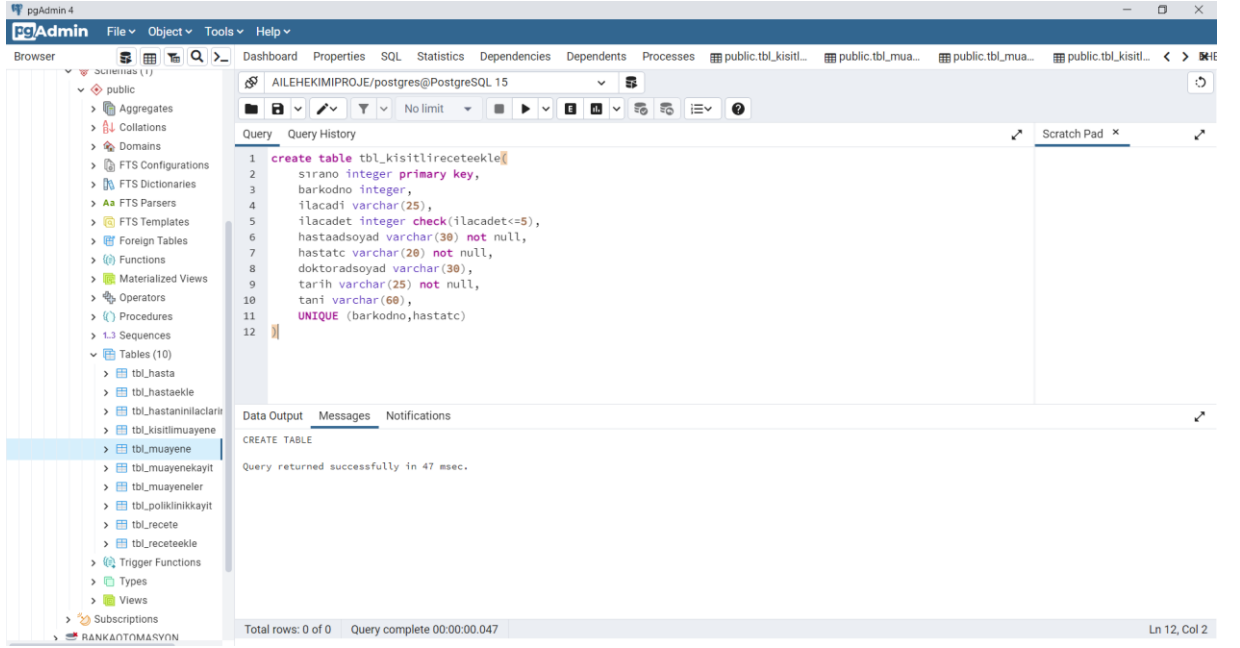 pgAdmin 4
pgAdmin File Object Tools Help
Browser
Dashboard Properties SQL Statistics Dependencies Dependents Processes public.tbl_kisitl... public.tbl_mua... public.tbl_mua... public.tbl_kisitl...
Schemas (1)
public
Aggregates
Collations
Domains
FTS Configurations
FTS Dictionaries
Aa FTS Parsers
FTS Templates
Foreign Tables
Functions
Materialized Views
Operators
Procedures
1..3 Sequences
Tables (10)
tbl_hasta
tbl_hastaekle
tbl_hastaninilaclarir
tbl_kisitlimuayene
tbl_muayene
tbl_muayenekayit
tbl_muayeneler
tbl_poliklinikkayit
tbl_recete
tbl_receteekle
Trigger Functions
Types
Views
Subscriptions
BANKAOTOMASYON
AILEHEKIMIPROJE/postgres@PostgreSQL 15
No limit
Query Query History
Scratch Pad
1 create table tbl_kisitlireceteekle(
2 sırano integer primary key,
3 barkodno integer,
4 ilacadi varchar(25),
5 ilacadet integer check(ilacadet<=5),
6 hastaadsoyad varchar(30) not null,
7 hastatc varchar(20) not null,
8 doktoradsoyad varchar(30),
9 tarih varchar(25) not null,
10 tani varchar(60),
11 UNIQUE (barkodno,hastatc)
12 )
Data Output Messages Notifications
CREATE TABLE
Query returned successfully in 47 msec.
Total rows: 0 of 0 Query complete 00:00:00.047
Ln 12, Col 2